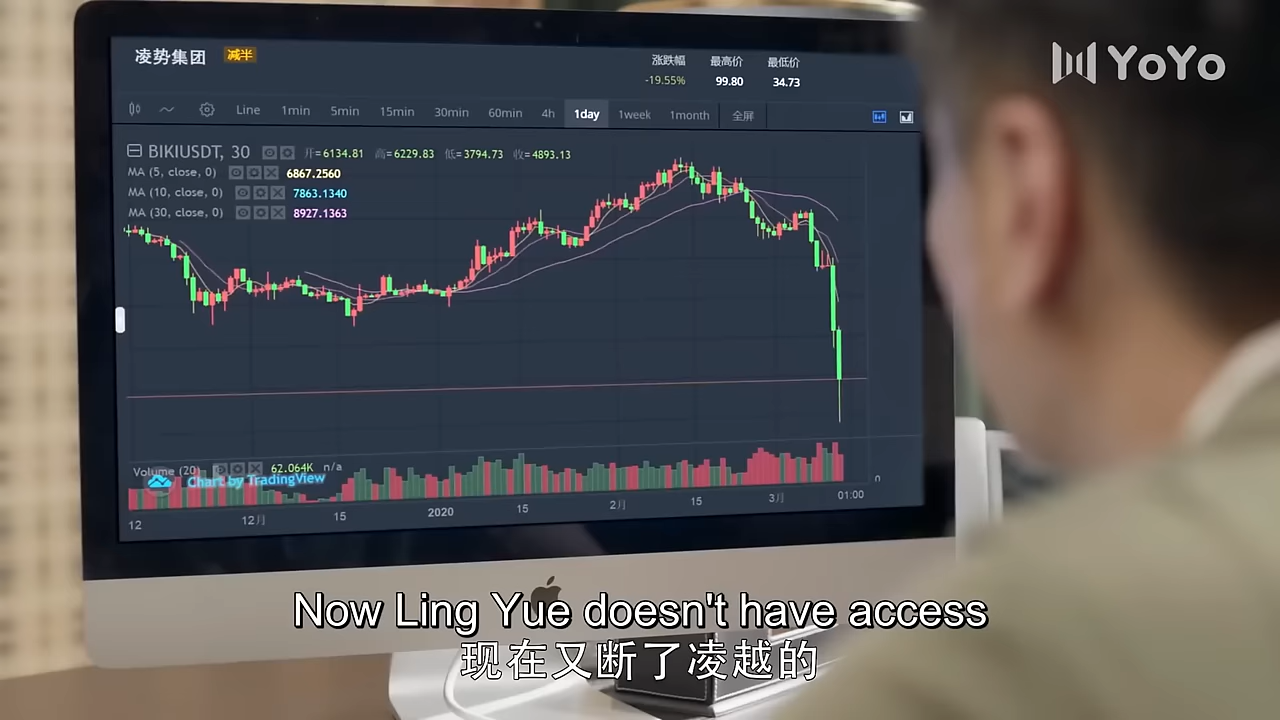 凌势集团 减半
涨跌幅 最高价 最低价
-19.55% 99.80 34.73
YoYo
Line 1min 5min 15min 30min 60min 4h 1day 1week 1month 全屏
BIKIUSDT, 30 开=6134.81 高=6229.83 低=3794.73 收=4893.13
MA (5, close, 0) 6867.2560
MA (10, close, 0) 7863.1340
MA (30, close, 0) 8927.1363
Volume (20) 62.064K n/a
Chart by TradingView
0
12 12月 15 2020 15 2月 15 3月 01:00
Now Ling Yue doesn't have access
现在又断了凌越的